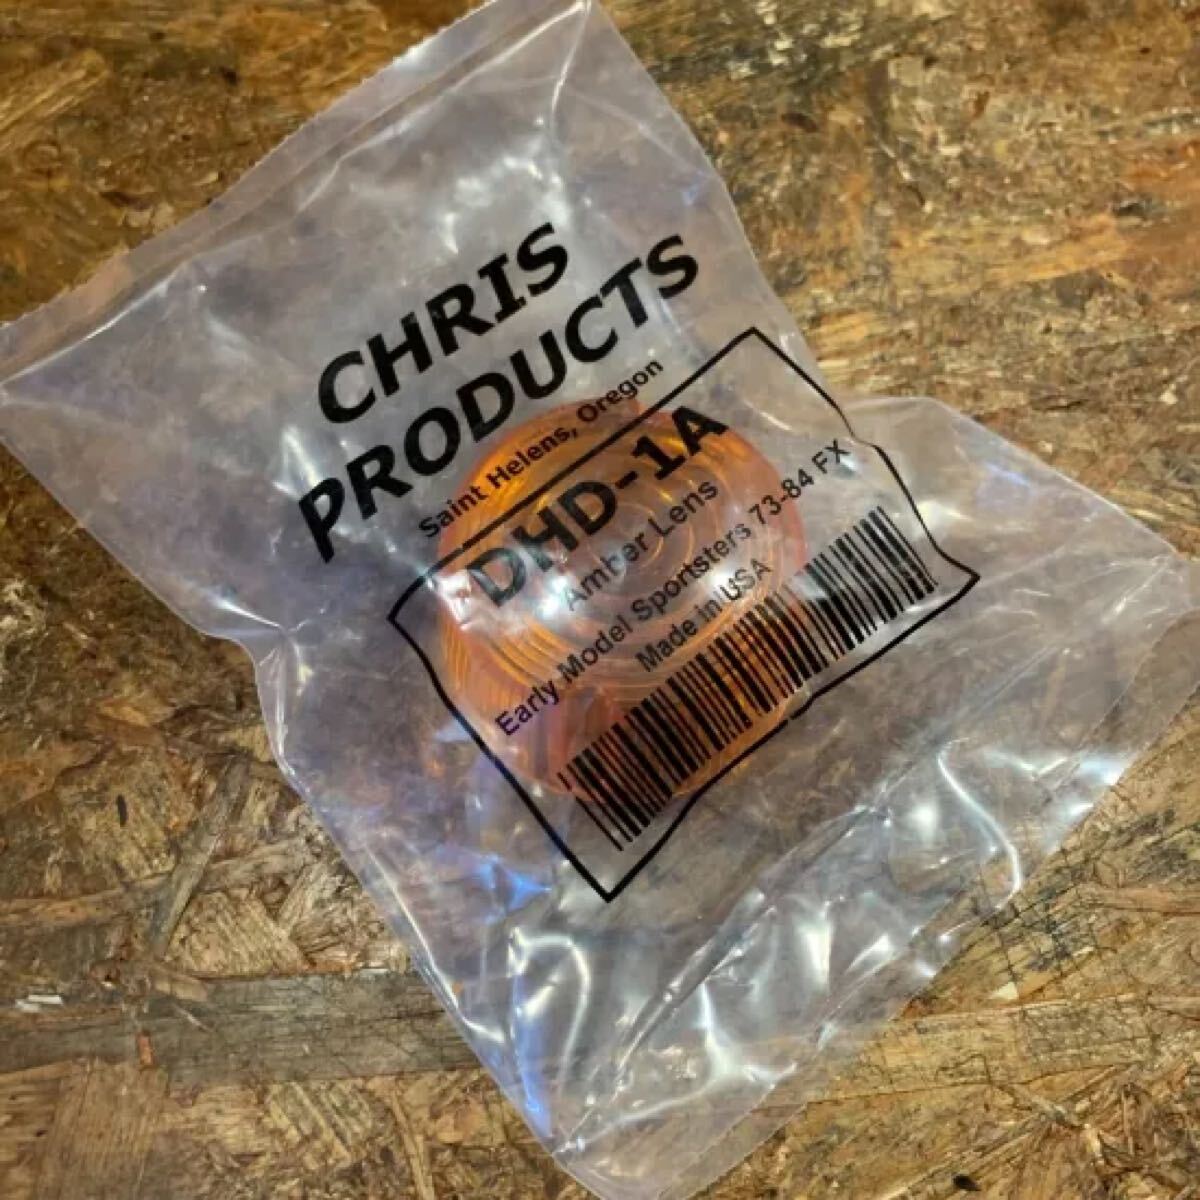 CHRIS
PRODUCTS
Saint Helens, Oregon
DHD-1A
Amber Lens
Early Model Sportsters 73-84 FX
Made in USA